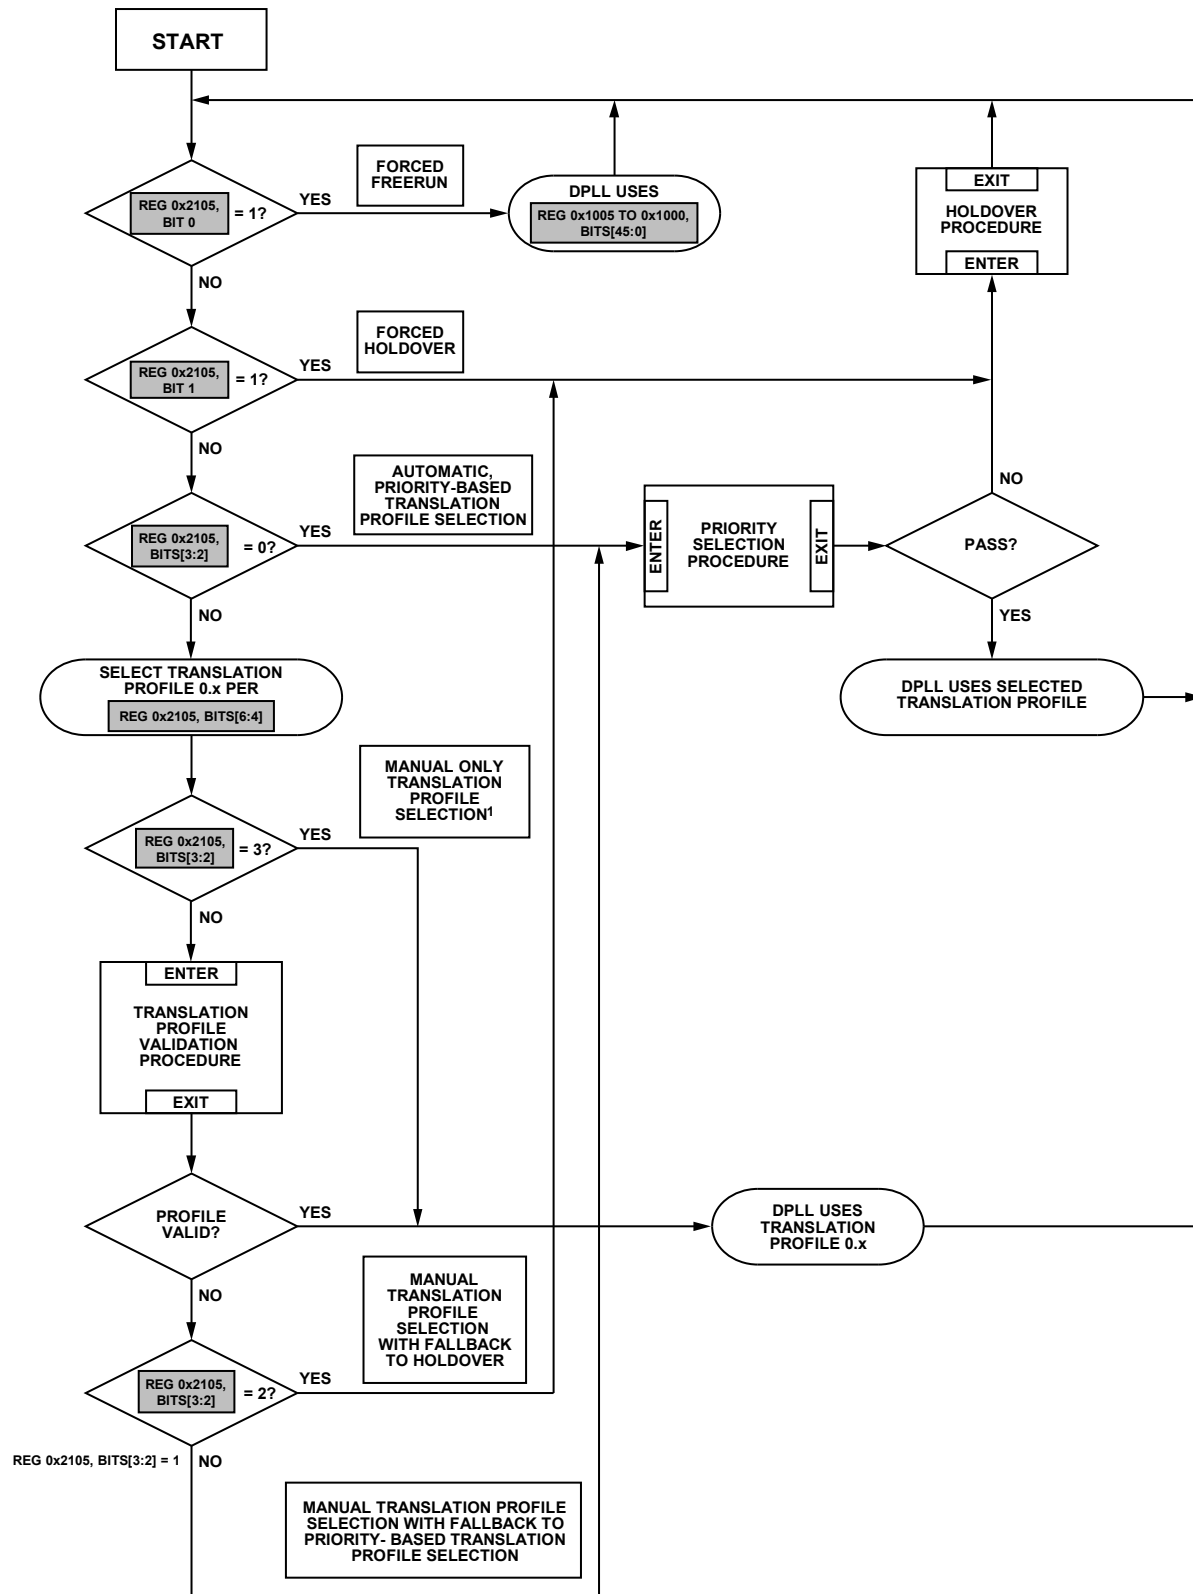 START
REG 0x2105,
BIT 0
= 1?
YES
FORCED
FREERUN
DPLL USES
REG 0x1005 TO 0x1000,
BITS[45:0]
EXIT
HOLDOVER
PROCEDURE
ENTER
NO
REG 0x2105,
BIT 1
= 1?
YES
FORCED
HOLDOVER
NO
REG 0x2105,
BITS[3:2]
= 0?
YES
AUTOMATIC,
PRIORITY-BASED
TRANSLATION
PROFILE SELECTION
ENTER
PRIORITY
SELECTION
PROCEDURE
EXIT
PASS?
NO
YES
DPLL USES SELECTED
TRANSLATION PROFILE
NO
SELECT TRANSLATION
PROFILE 0.x PER
REG 0x2105, BITS[6:4]
REG 0x2105,
BITS[3:2]
= 3?
YES
MANUAL ONLY
TRANSLATION
PROFILE
SELECTION1
NO
ENTER
TRANSLATION
PROFILE
VALIDATION
PROCEDURE
EXIT
PROFILE
VALID?
YES
DPLL USES
TRANSLATION
PROFILE 0.x
NO
MANUAL
TRANSLATION
PROFILE
SELECTION
WITH FALLBACK
TO HOLDOVER
REG 0x2105,
BITS[3:2]
= 2?
YES
REG 0x2105, BITS[3:2] = 1
NO
MANUAL TRANSLATION PROFILE
SELECTION WITH FALLBACK TO
PRIORITY- BASED TRANSLATION
PROFILE SELECTION